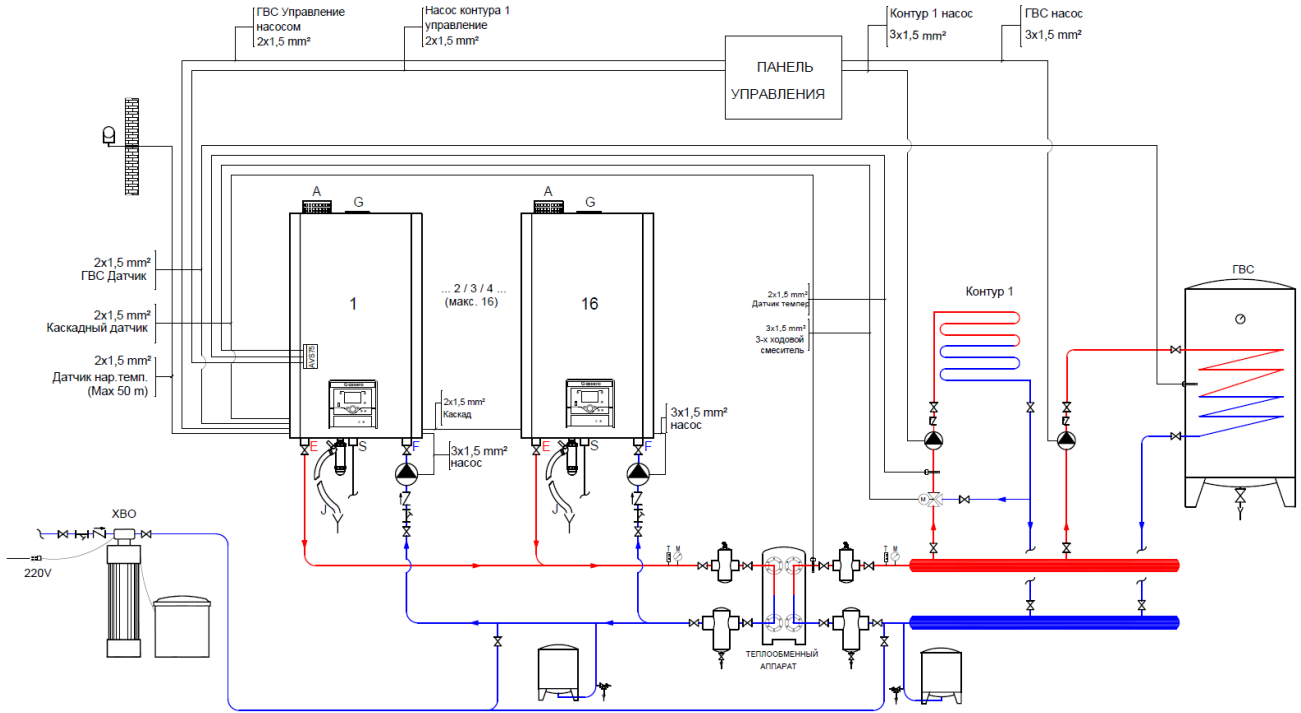 ГВС Управление
насосом
2x1,5 mm²
Насос контура 1
управление
2x1,5 mm²
Контур 1 насос
3x1,5 mm²
ГВС насос
3x1,5 mm²
ПАНЕЛЬ
УПРАВЛЕНИЯ
A
G
A
G
2x1,5 mm²
ГВС Датчик
2x1,5 mm²
Каскадный датчик
2x1,5 mm²
Датчик нар.темп.
(Max 50 m)
1
... 2 / 3 / 4 ...
(макс. 16)
16
AVS75
2x1,5 mm²
Датчик темпер
3x1,5 mm²
3-х ходовой
смеситель
Контур 1
ГВС
2x1,5 mm²
Каскад
3x1,5 mm²
насос
3x1,5 mm²
насос
E
S
F
E
S
F
J
J
M
ХВО
220V
T M
T M
ТЕПЛООБМЕННЫЙ
АППАРАТ